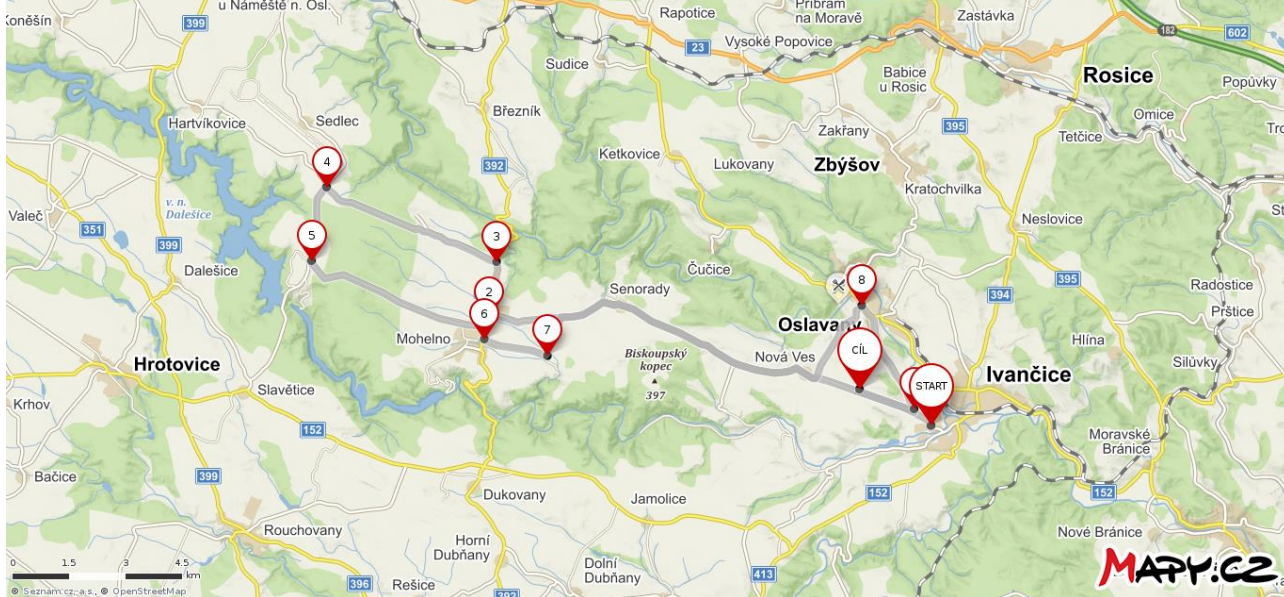 Koněšín
u Náměště n. Osl.
399
Rapotice
Příbram
na Moravě
Zastávka
182
602
23
Vysoké Popovice
Sudice
Babice
u Rosic
Rosice
Popůvky
Hartvíkovice
Sedlec
Březník
Zakřany
395
Tetčice
Omice
4
392
Ketkovice
Lukovany
Zbýšov
Kratochvilka
v. n.
Dalešice
Valeč
351
399
5
3
Neslovice
Dalešice
Čučice
395
Radostice
2
Senorady
8
394
Prštice
6
Oslavany
Mohelno
7
Hlína
Biskoupský
kopec
397
Nová Ves
CÍL
Silůvky
Hrotovice
Ivančice
START
Slavětice
Krhov
152
Moravské
Bránice
Bačice
399
Dukovany
Jamolice
152
152
Rouchovany
Nové Bránice
Horní
Dubňany
Dolní
Dubňany
413
396
Rešice
392
0 1.5 3 4.5 km
© Seznam.cz, a.s., © OpenStreetMap
MAPY.CZ